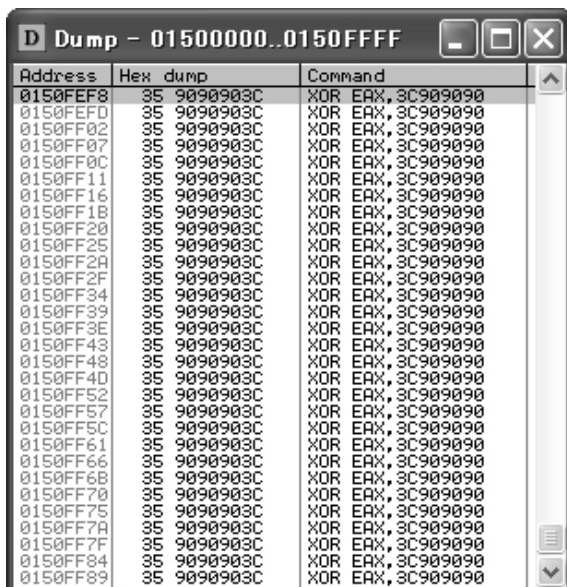 D Dump - 01500000..0150FFFF
Address Hex dump Command
0150FEF8 35 9090903C XOR EAX,3C909090
0150FEFD 35 9090903C XOR EAX,3C909090
0150FF02 35 9090903C XOR EAX,3C909090
0150FF07 35 9090903C XOR EAX,3C909090
0150FF0C 35 9090903C XOR EAX,3C909090
0150FF11 35 9090903C XOR EAX,3C909090
0150FF16 35 9090903C XOR EAX,3C909090
0150FF1B 35 9090903C XOR EAX,3C909090
0150FF20 35 9090903C XOR EAX,3C909090
0150FF25 35 9090903C XOR EAX,3C909090
0150FF2A 35 9090903C XOR EAX,3C909090
0150FF2F 35 9090903C XOR EAX,3C909090
0150FF34 35 9090903C XOR EAX,3C909090
0150FF39 35 9090903C XOR EAX,3C909090
0150FF3E 35 9090903C XOR EAX,3C909090
0150FF43 35 9090903C XOR EAX,3C909090
0150FF48 35 9090903C XOR EAX,3C909090
0150FF4D 35 9090903C XOR EAX,3C909090
0150FF52 35 9090903C XOR EAX,3C909090
0150FF57 35 9090903C XOR EAX,3C909090
0150FF5C 35 9090903C XOR EAX,3C909090
0150FF61 35 9090903C XOR EAX,3C909090
0150FF66 35 9090903C XOR EAX,3C909090
0150FF6B 35 9090903C XOR EAX,3C909090
0150FF70 35 9090903C XOR EAX,3C909090
0150FF75 35 9090903C XOR EAX,3C909090
0150FF7A 35 9090903C XOR EAX,3C909090
0150FF7F 35 9090903C XOR EAX,3C909090
0150FF84 35 9090903C XOR EAX,3C909090
0150FF89 35 9090903C XOR EAX,3C909090